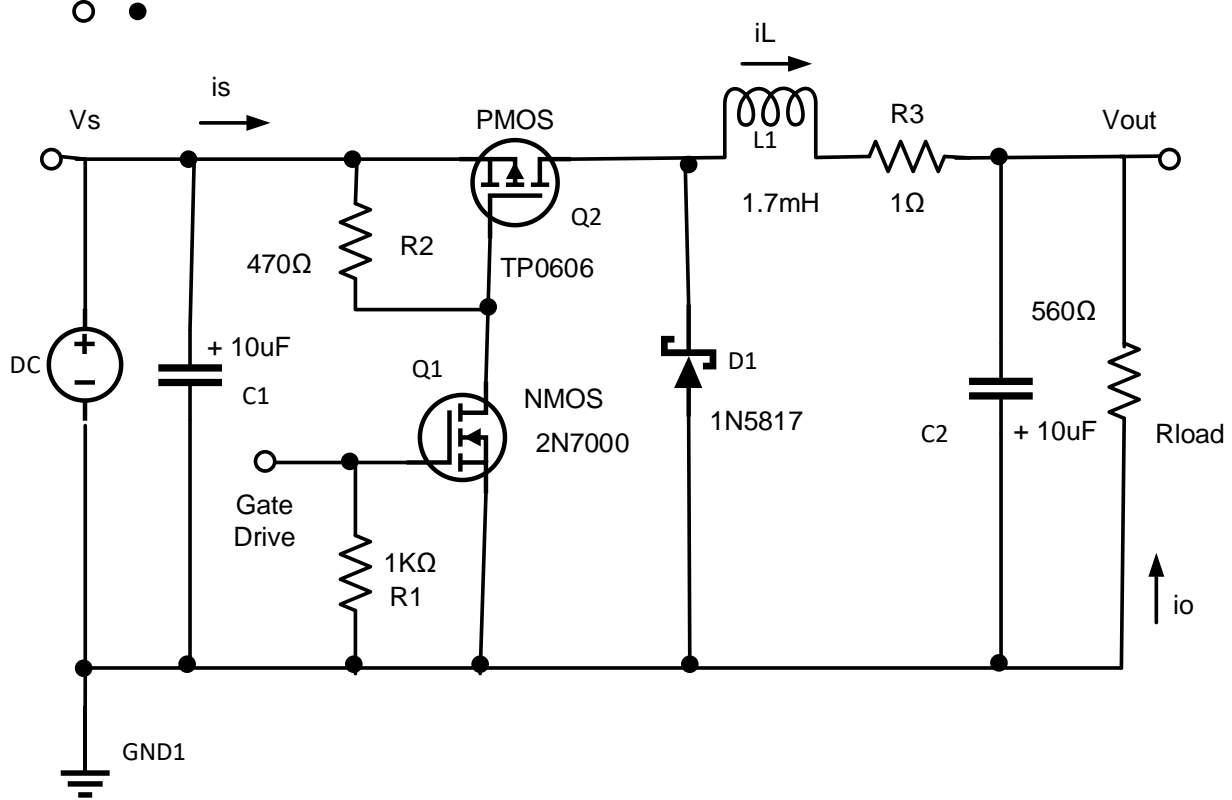 iL
is
Vs
PMOS
R3
Vout
L1
1.7mH
1Ω
Q2
R2
470Ω
TP0606
560Ω
+ 10uF
DC
C1
Q1
D1
NMOS
2N7000
1N5817
C2
+ 10uF
Rload
Gate
Drive
1KΩ
R1
io
GND1